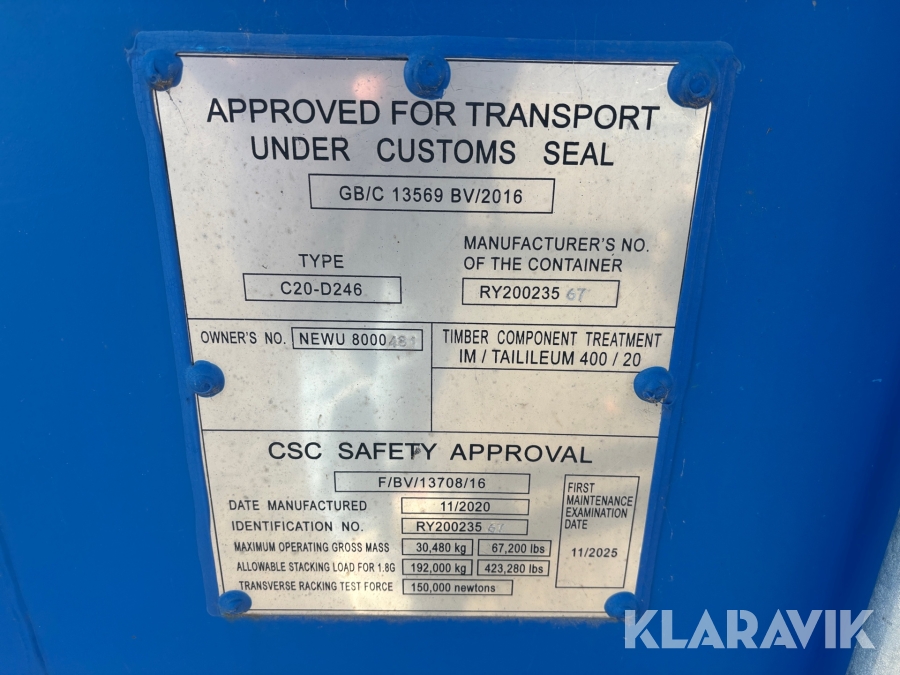 APPROVED FOR TRANSPORT
UNDER CUSTOMS SEAL
GB/C 13569 BV/2016
TYPE
C20-D246
MANUFACTURER'S NO.
OF THE CONTAINER
RY200235 67
OWNER'S NO. NEWU 8000481
TIMBER COMPONENT TREATMENT
IM / TAILILEUM 400 / 20
CSC SAFETY APPROVAL
F/BV/13708/16
DATE MANUFACTURED 11/2020
IDENTIFICATION NO. RY200235 67
MAXIMUM OPERATING GROSS MASS 30,480 kg 67,200 lbs
ALLOWABLE STACKING LOAD FOR 1.8G 192,000 kg 423,280 lbs
TRANSVERSE RACKING TEST FORCE 150,000 newtons
FIRST
MAINTENANCE
EXAMINATION
DATE
11/2025
KLARAVIK